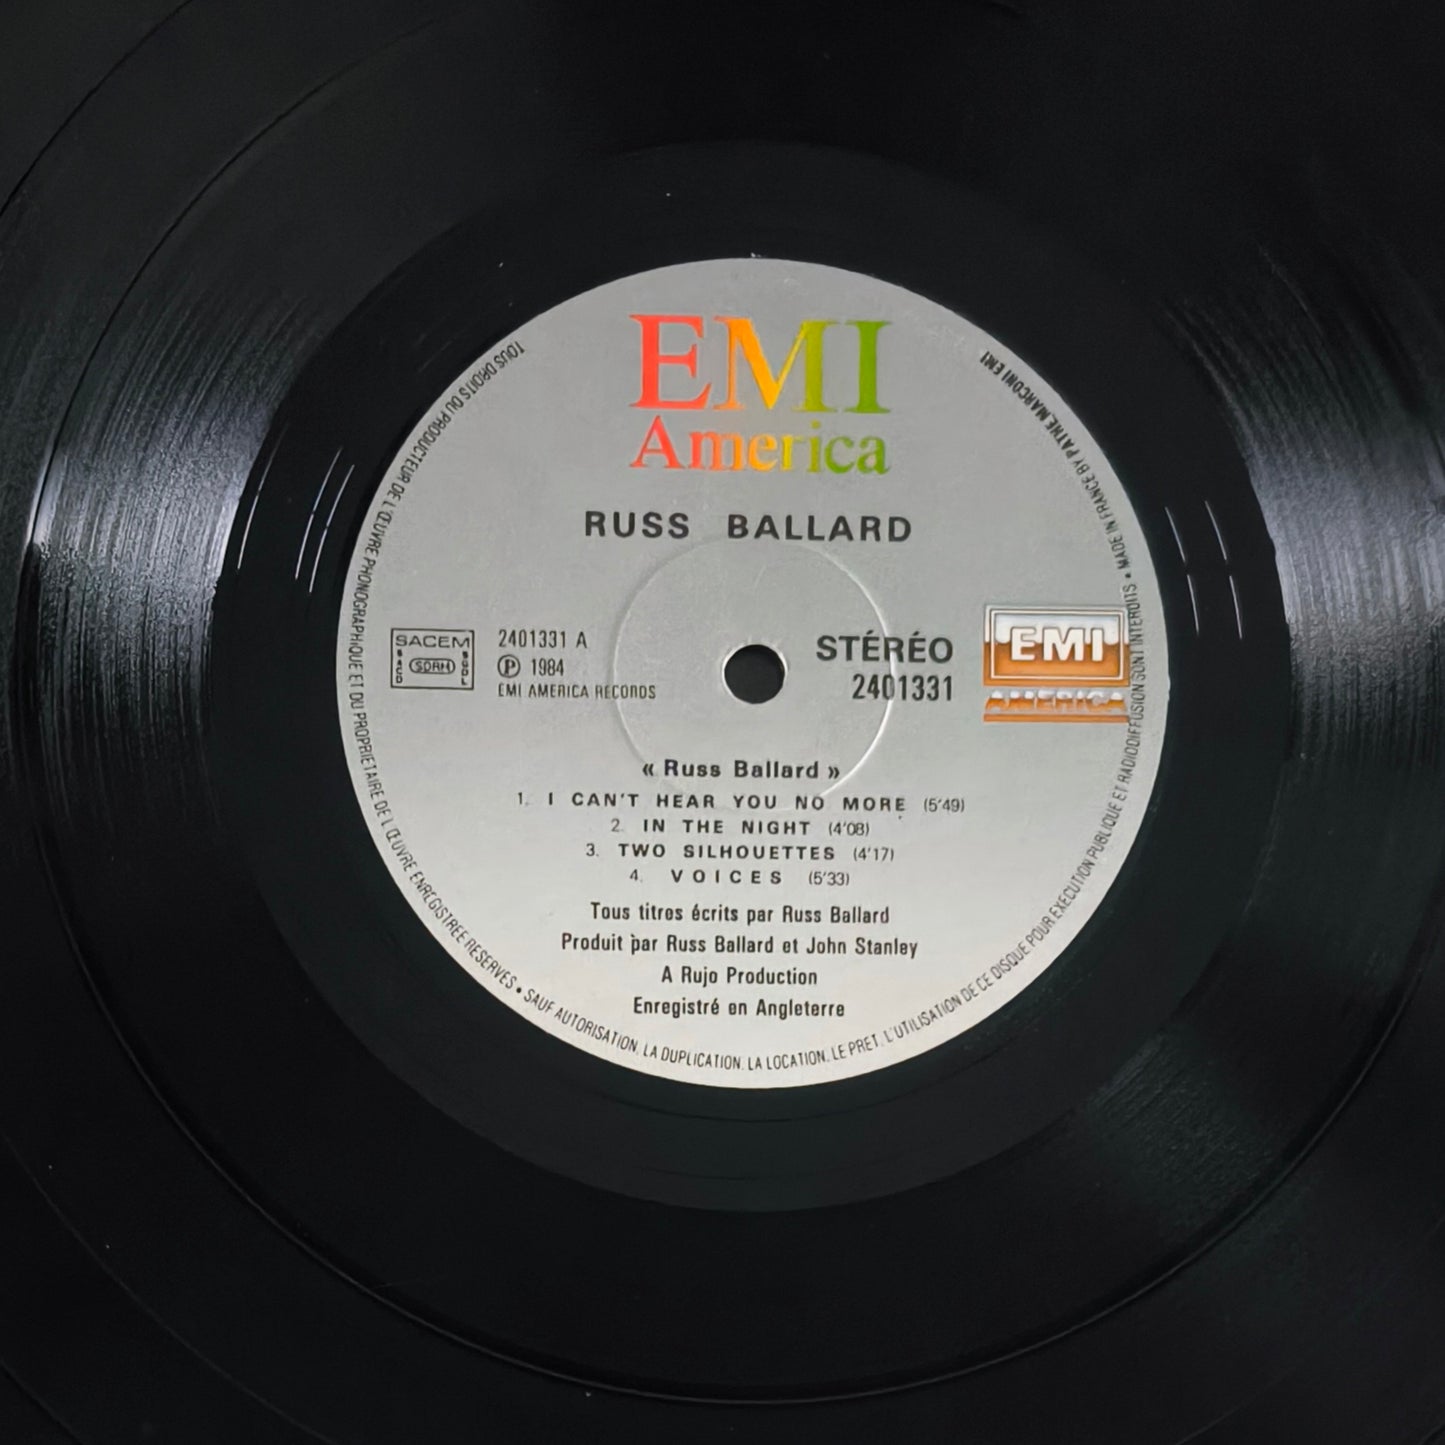 EMI
America
RUSS BALLARD
SACEM
SACD
SDRM
SGDL
2401331 A
Ⓟ 1984
EMI AMERICA RECORDS
STÉRÉO
2401331
EMI
AMERICA
« Russ Ballard »
1. I CAN'T HEAR YOU NO MORE (5'49)
2. IN THE NIGHT (4'08)
3. TWO SILHOUETTES (4'17)
4. VOICES (5'33)
Tous titres écrits par Russ Ballard
Produit par Russ Ballard et John Stanley
A Rujo Production
Enregistré en Angleterre
TOUS DROITS DU PRODUCTEUR DE L'ŒUVRE PHONOGRAPHIQUE ET DU PROPRIETAIRE DE L'ŒUVRE ENREGISTREE RESERVES • SAUF AUTORISATION, LA DUPLICATION, LA LOCATION, LE PRET, L'UTILISATION DE CE DISQUE POUR EXECUTION PUBLIQUE ET RADIODIFFUSION SONT INTERDITS • MADE IN FRANCE BY PATHE MARCONI EMI